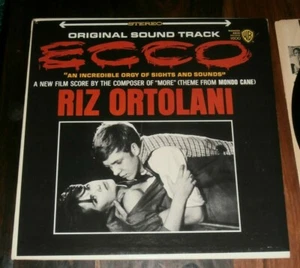 STEREO
ORIGINAL SOUND TRACK
WB
ECCO
"AN INCREDIBLE ORGY OF SIGHTS AND SOUNDS"
A NEW FILM SCORE BY THE COMPOSER OF "MORE" (THEME FROM MONDO CANE)
RIZ ORTOLANI